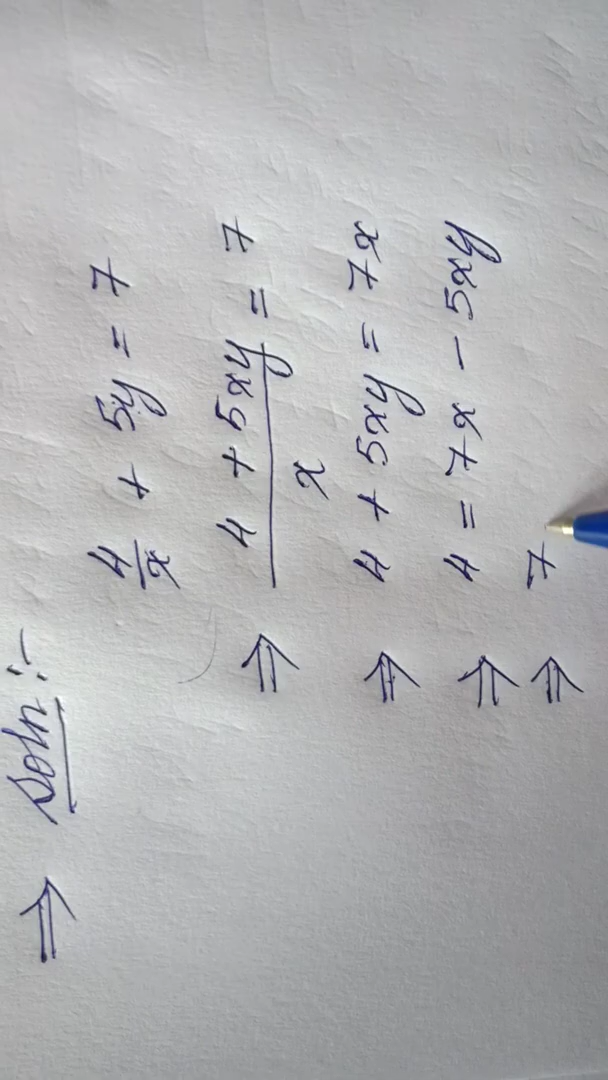 ⇒ Soln :-
4/x + 5y = 7
⇒ (4 + 5xy)/x = 7
⇒ 4 + 5xy = 7x
⇒ 4 = 7x - 5xy
⇒ 7